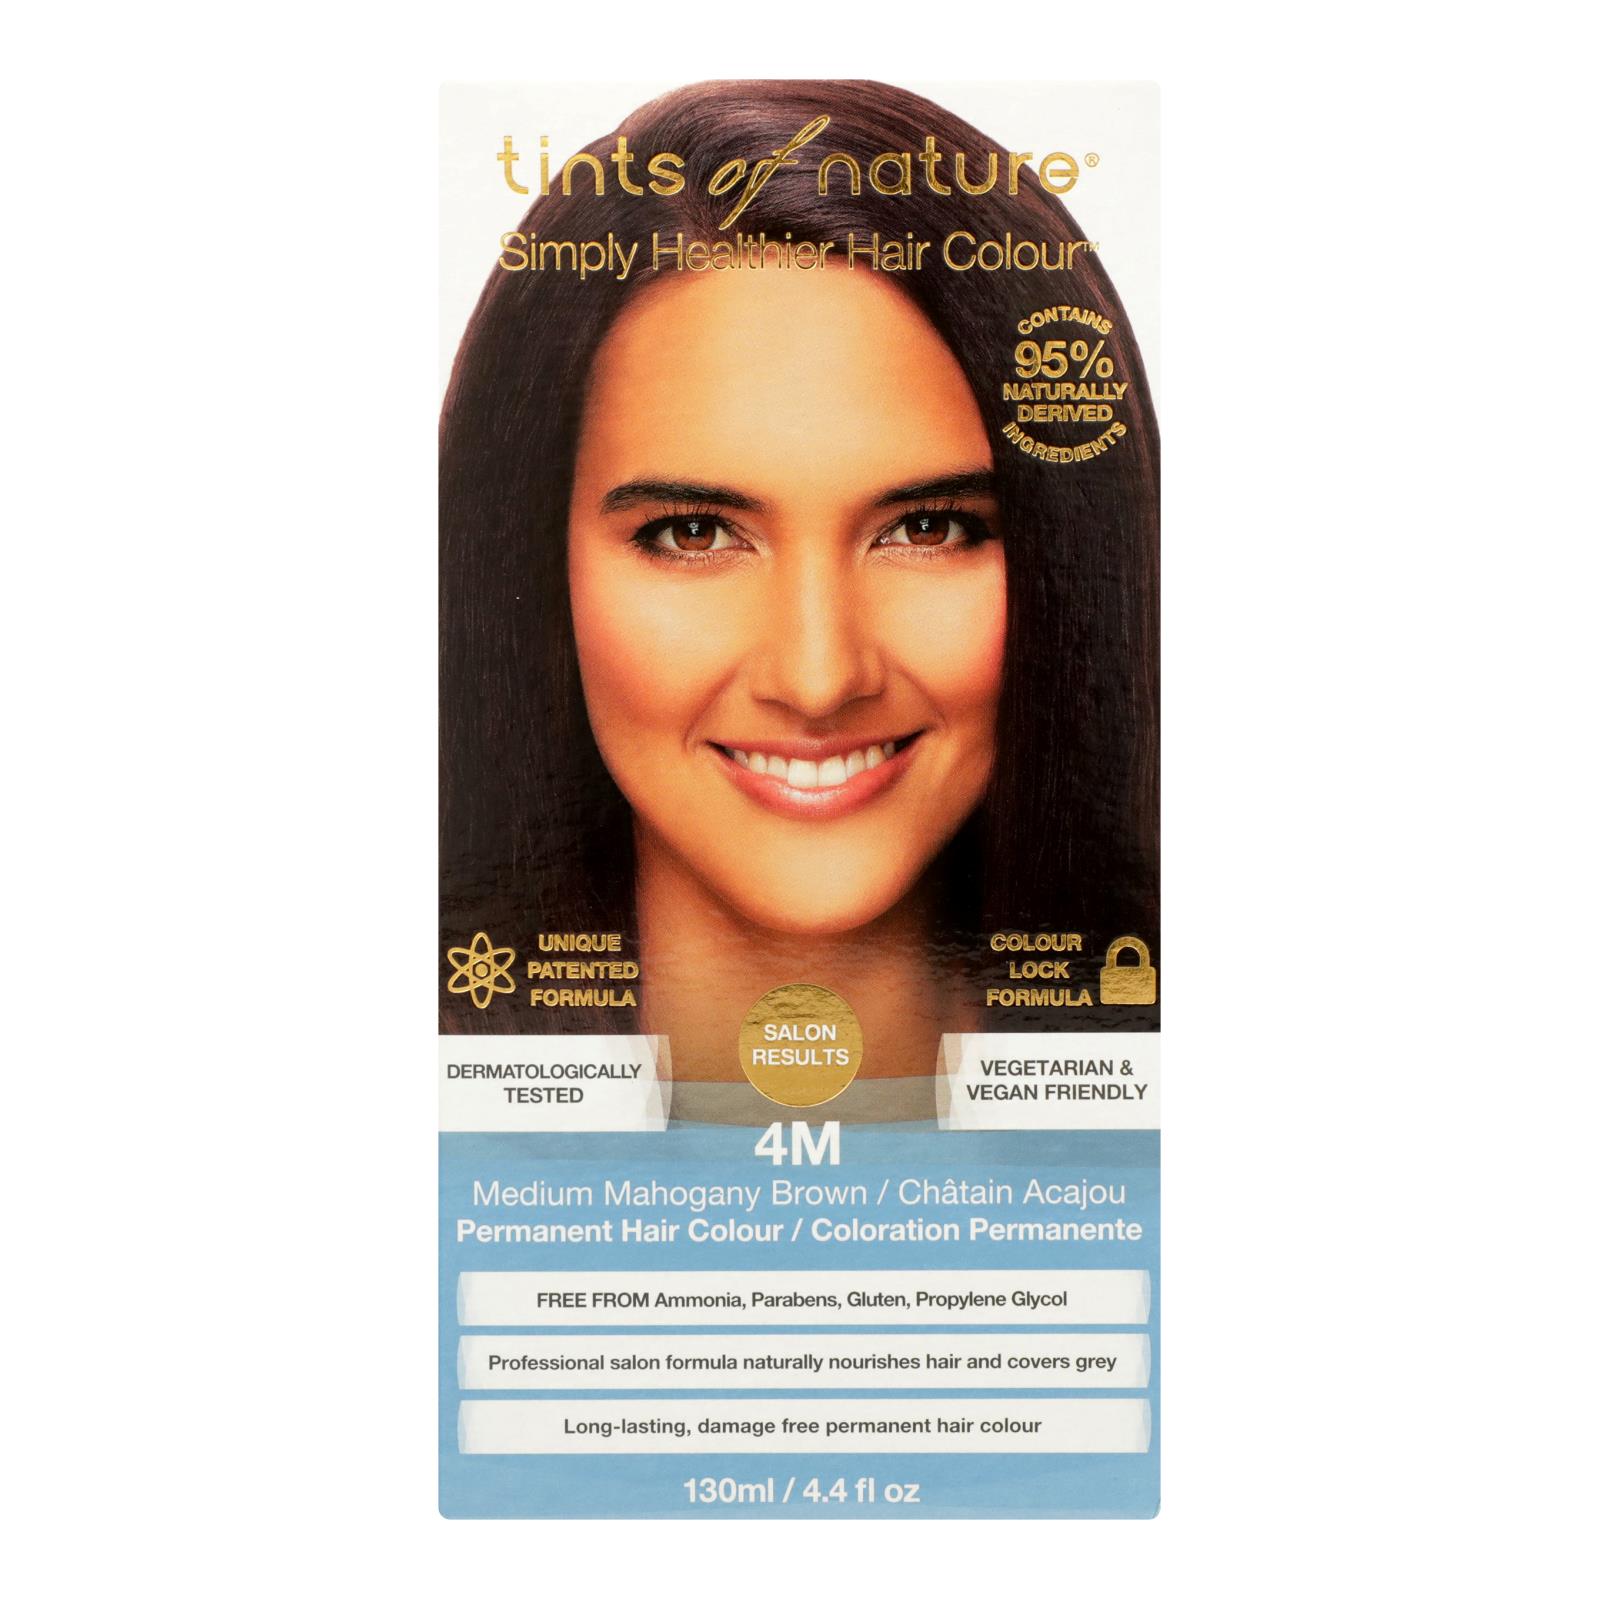 tints of nature®
Simply Healthier Hair Colour™
CONTAINS
95%
NATURALLY
DERIVED
INGREDIENTS
UNIQUE
PATENTED
FORMULA
COLOUR
LOCK
FORMULA
SALON
RESULTS
DERMATOLOGICALLY
TESTED
VEGETARIAN &
VEGAN FRIENDLY
4M
Medium Mahogany Brown / Châtain Acajou
Permanent Hair Colour / Coloration Permanente
FREE FROM Ammonia, Parabens, Gluten, Propylene Glycol
Professional salon formula naturally nourishes hair and covers grey
Long-lasting, damage free permanent hair colour
130ml / 4.4 fl oz